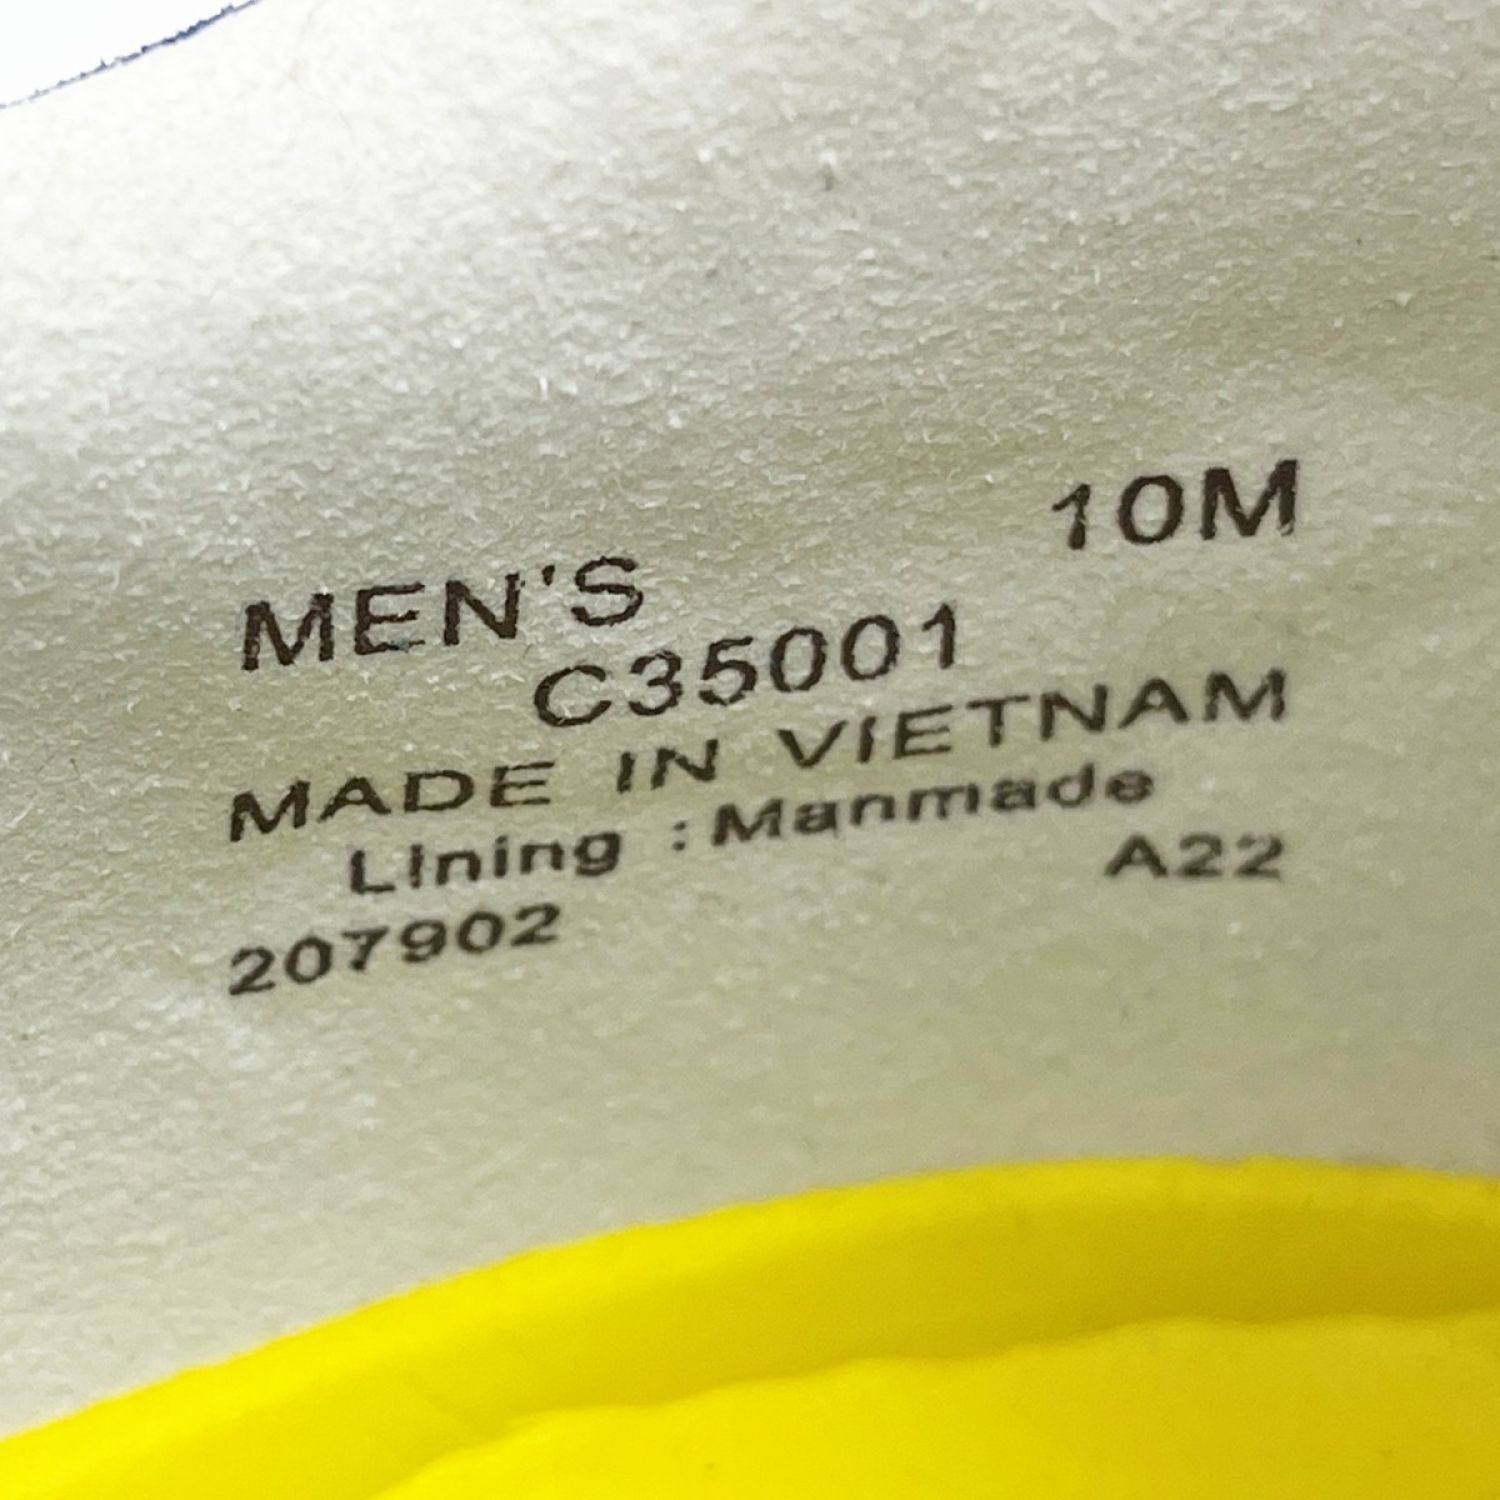 MEN'S 10M
C35001
MADE IN VIETNAM
Lining : Manmade
207902 A22